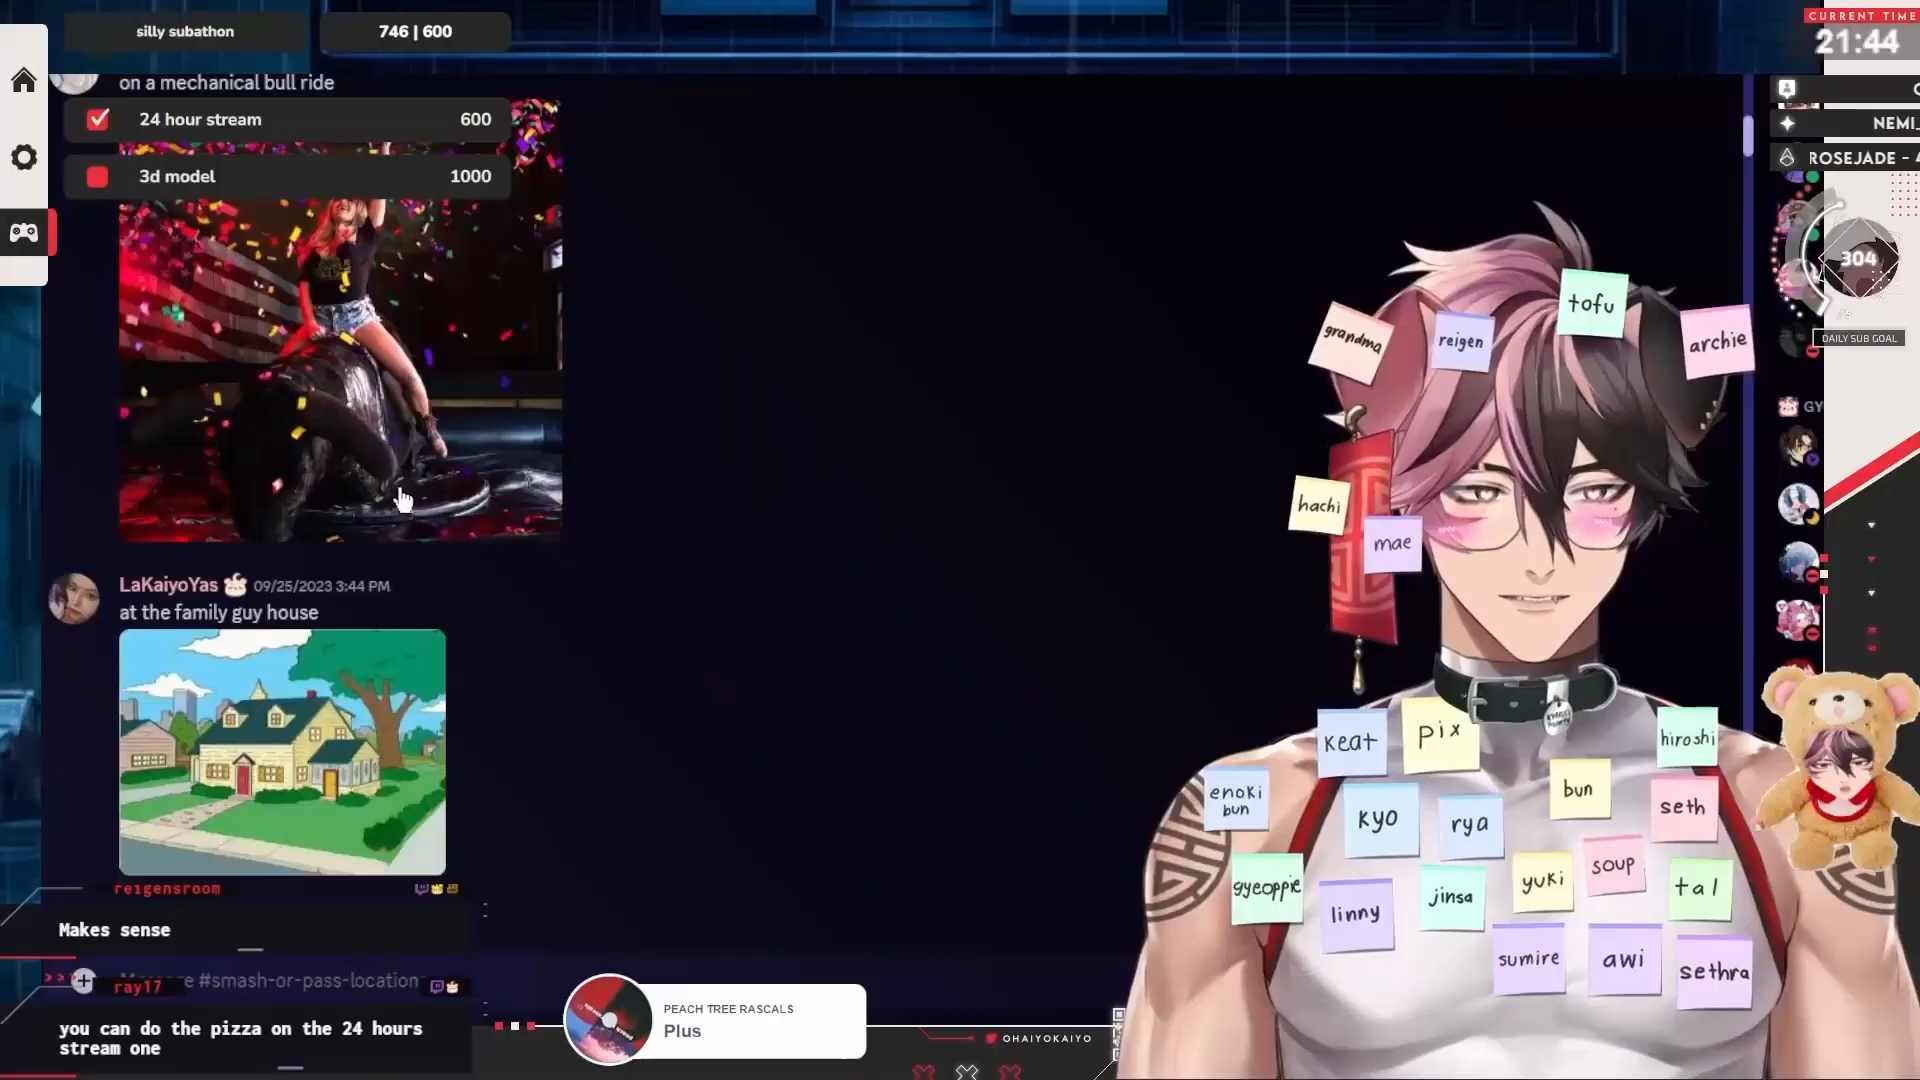 silly subathon
746 | 600
on a mechanical bull ride
24 hour stream 600
3d model 1000
LaKaiyoYas 09/25/2023 3:44 PM
at the family guy house
reigensroom
Makes sense
#smash-or-pass-location
ray17
you can do the pizza on the 24 hours
stream one
PEACH TREE RASCALS
Plus
OHAIYOKAIYO
CURRENT TIME
21:44
NEMI_
ROSEJADE -
304
DAILY SUB GOAL
GY
grandma
reigen
tofu
archie
hachi
mae
keat
pix
hiroshi
enoki
bun
kyo
rya
bun
seth
gyeoppie
linny
jinsa
yuki
soup
tal
sumire
awi
sethra